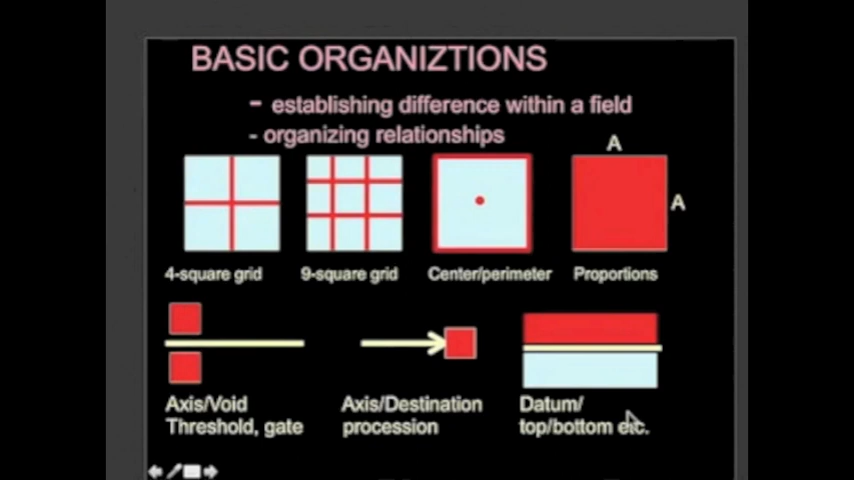 BASIC ORGANIZTIONS
- establishing difference within a field
- organizing relationships
A
A
4-square grid
9-square grid
Center/perimeter
Proportions
Axis/Void
Threshold, gate
Axis/Destination
procession
Datum/
top/bottom etc.